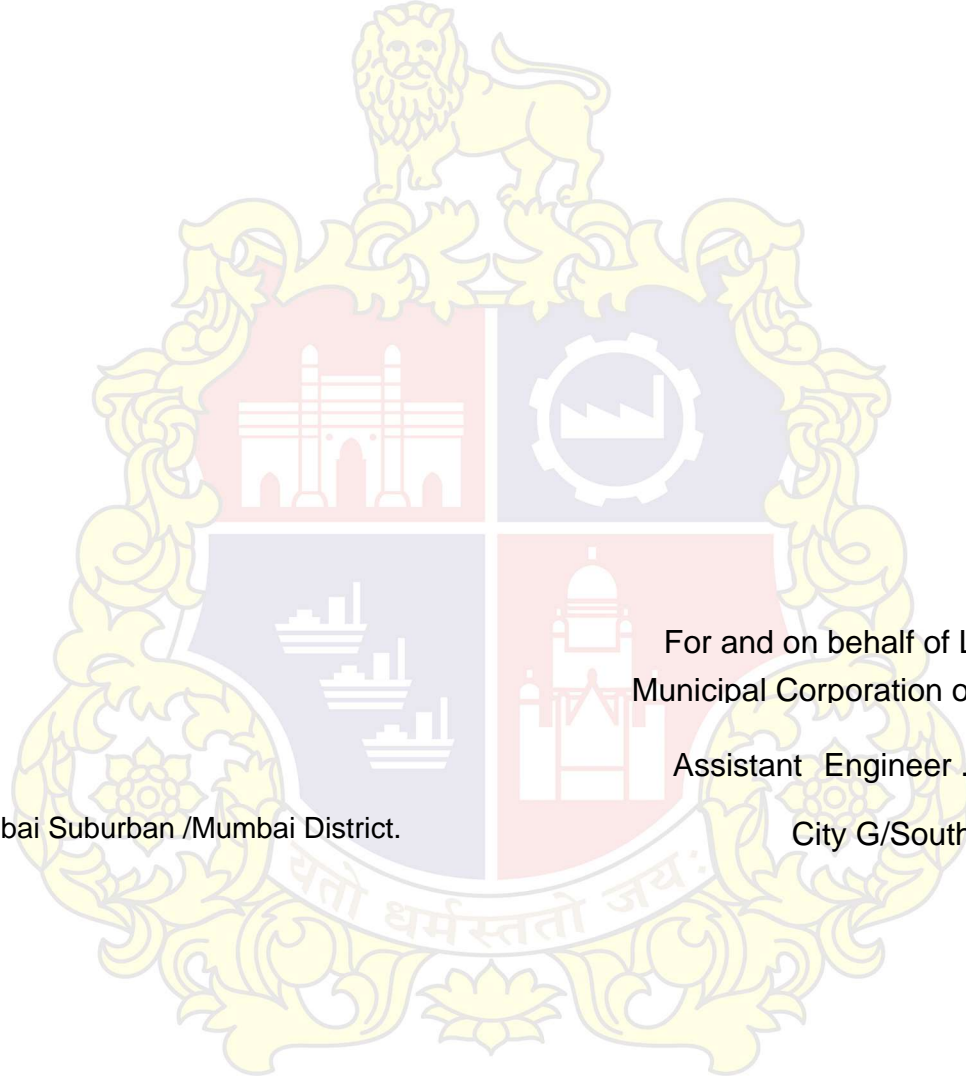 For and on behalf of L
Municipal Corporation o
Assistant Engineer .
bai Suburban /Mumbai District.
City G/South
यतो धर्मस्ततो जय: